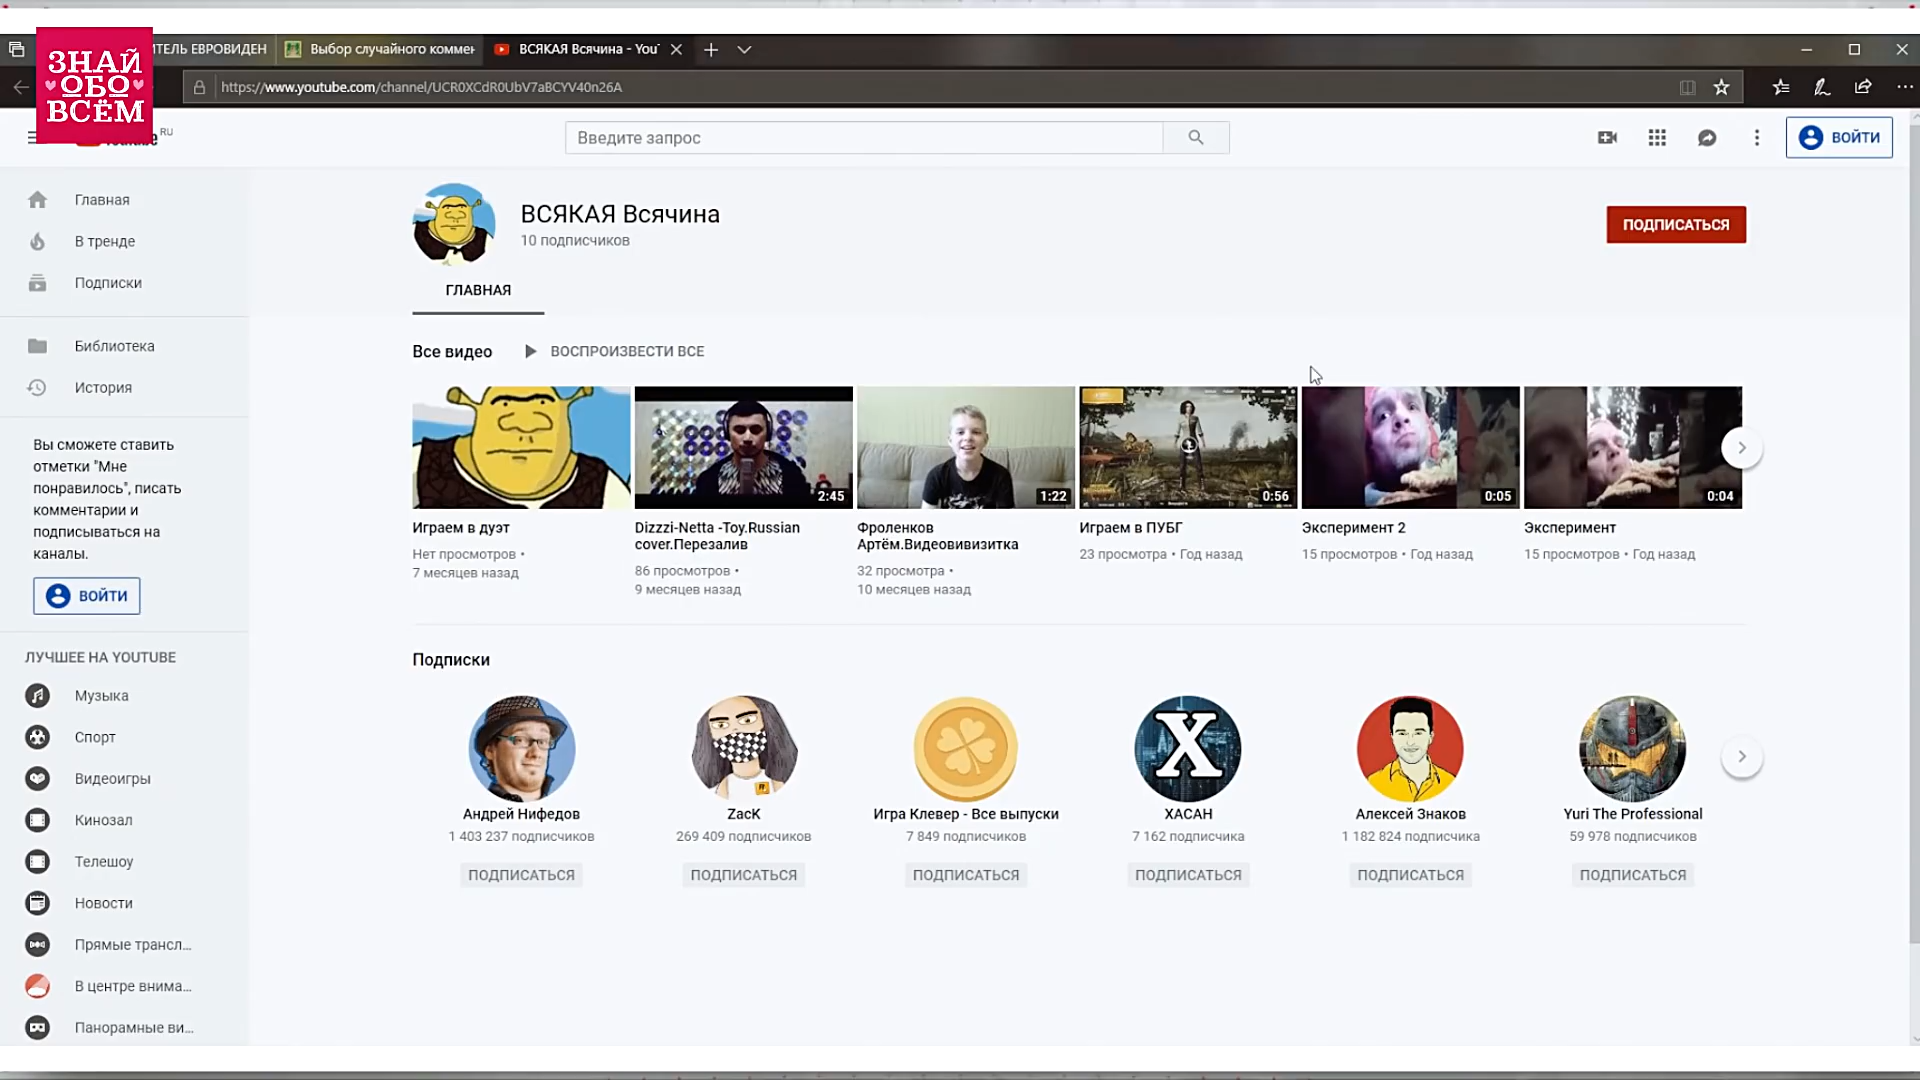 ЗНАЙ
ОБО
ВСЁМ
ИТЕЛЬ ЕВРОВИДЕН
Выбор случайного коммен
ВСЯКАЯ Всячина - You
https://www.youtube.com/channel/UCR0XCdR0UbV7aBCYV40n26A
RU
Введите запрос
ВОЙТИ
Главная
В тренде
Подписки
Библиотека
История
Вы сможете ставить
отметки "Мне
понравилось", писать
комментарии и
подписываться на
каналы.
ВОЙТИ
ЛУЧШЕЕ НА YOUTUBE
Музыка
Спорт
Видеоигры
Кинозал
Телешоу
Новости
Прямые трансл...
В центре внима...
Панорамные ви...
ВСЯКАЯ Всячина
10 подписчиков
ПОДПИСАТЬСЯ
ГЛАВНАЯ
Все видео
ВОСПРОИЗВЕСТИ ВСЕ
2:45
1:22
0:56
0:05
0:04
Играем в дуэт
Нет просмотров •
7 месяцев назад
Dizzzi-Netta -Toy.Russian
cover.Перезалив
86 просмотров •
9 месяцев назад
Фроленков
Артём.Видеовивизитка
32 просмотра •
10 месяцев назад
Играем в ПУБГ
23 просмотра • Год назад
Эксперимент 2
15 просмотров • Год назад
Эксперимент
15 просмотров • Год назад
Подписки
X
Андрей Нифедов
1 403 237 подписчиков
ПОДПИСАТЬСЯ
ZacK
269 409 подписчиков
ПОДПИСАТЬСЯ
Игра Клевер - Все выпуски
7 849 подписчиков
ПОДПИСАТЬСЯ
ХАСАН
7 162 подписчика
ПОДПИСАТЬСЯ
Алексей Знаков
1 182 824 подписчика
ПОДПИСАТЬСЯ
Yuri The Professional
59 978 подписчиков
ПОДПИСАТЬСЯ